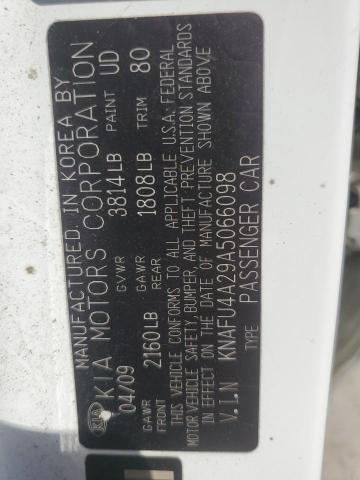 MANUFACTURED IN KOREA BY
KIA KIA MOTORS CORPORATION
04/09 GVWR 3814LB PAINT UD
GAWR FRONT 2160LB GAWR REAR 1808LB TRIM 80
THIS VEHICLE CONFORMS TO ALL APPLICABLE U.S.A. FEDERAL
MOTOR VEHICLE SAFETY, BUMPER, AND THEFT PREVENTION STANDARDS
IN EFFECT ON THE DATE OF MANUFACTURE SHOWN ABOVE
V.I.N KNAFU4A29A5066098
TYPE PASSENGER CAR